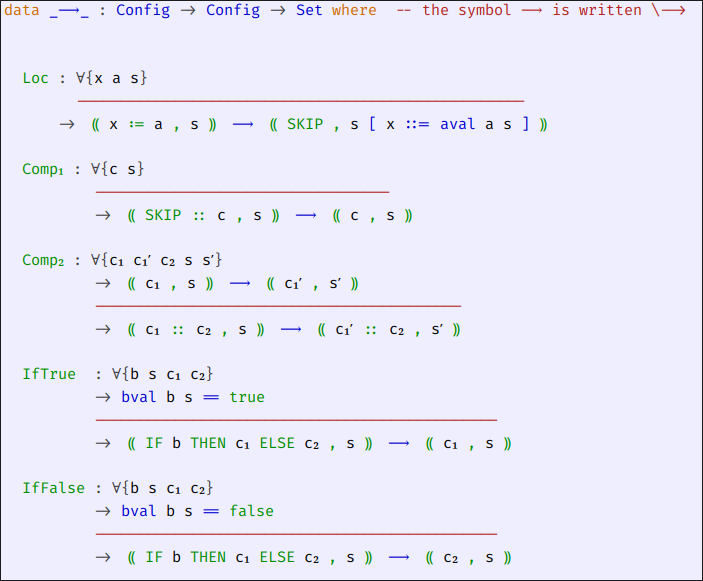 data _—→_ : Config → Config → Set where -- the symbol —→ is written \-->
Loc : ∀{x a s}
→ ⦅ x := a , s ⦆ —→ ⦅ SKIP , s [ x ::= aval a s ] ⦆
Comp₁ : ∀{c s}
→ ⦅ SKIP :: c , s ⦆ —→ ⦅ c , s ⦆
Comp₂ : ∀{c₁ c₁′ c₂ s s′}
→ ⦅ c₁ , s ⦆ —→ ⦅ c₁′ , s′ ⦆
→ ⦅ c₁ :: c₂ , s ⦆ —→ ⦅ c₁′ :: c₂ , s′ ⦆
IfTrue : ∀{b s c₁ c₂}
→ bval b s == true
→ ⦅ IF b THEN c₁ ELSE c₂ , s ⦆ —→ ⦅ c₁ , s ⦆
IfFalse : ∀{b s c₁ c₂}
→ bval b s == false
→ ⦅ IF b THEN c₁ ELSE c₂ , s ⦆ —→ ⦅ c₂ , s ⦆